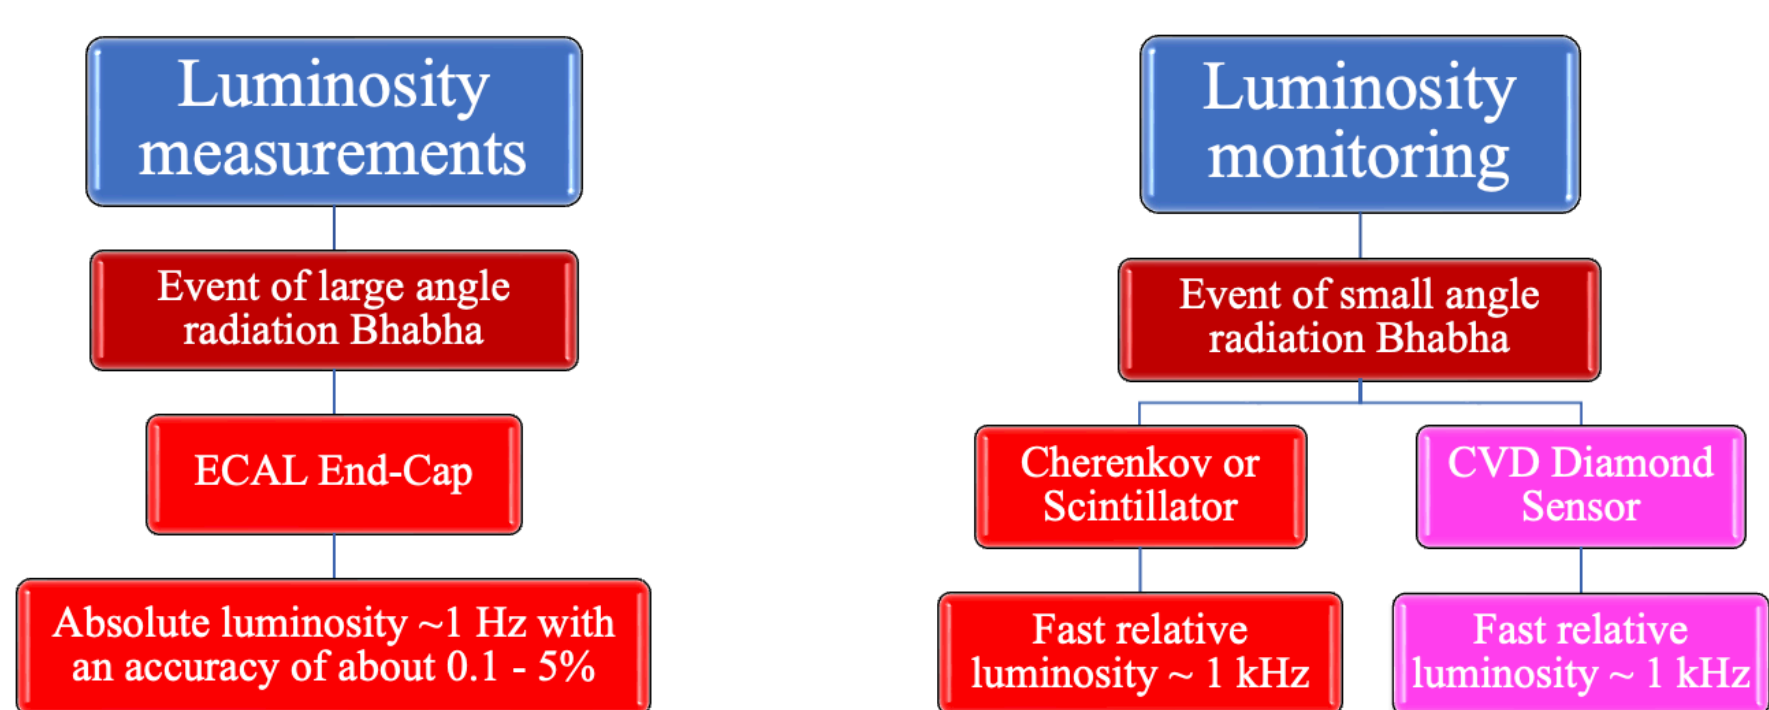 Luminosity
measurements
Event of large angle
radiation Bhabha
ECAL End-Cap
Absolute luminosity ~1 Hz with
an accuracy of about 0.1 - 5%
Luminosity
monitoring
Event of small angle
radiation Bhabha
Cherenkov or
Scintillator
Fast relative
luminosity ~ 1 kHz
CVD Diamond
Sensor
Fast relative
luminosity ~ 1 kHz